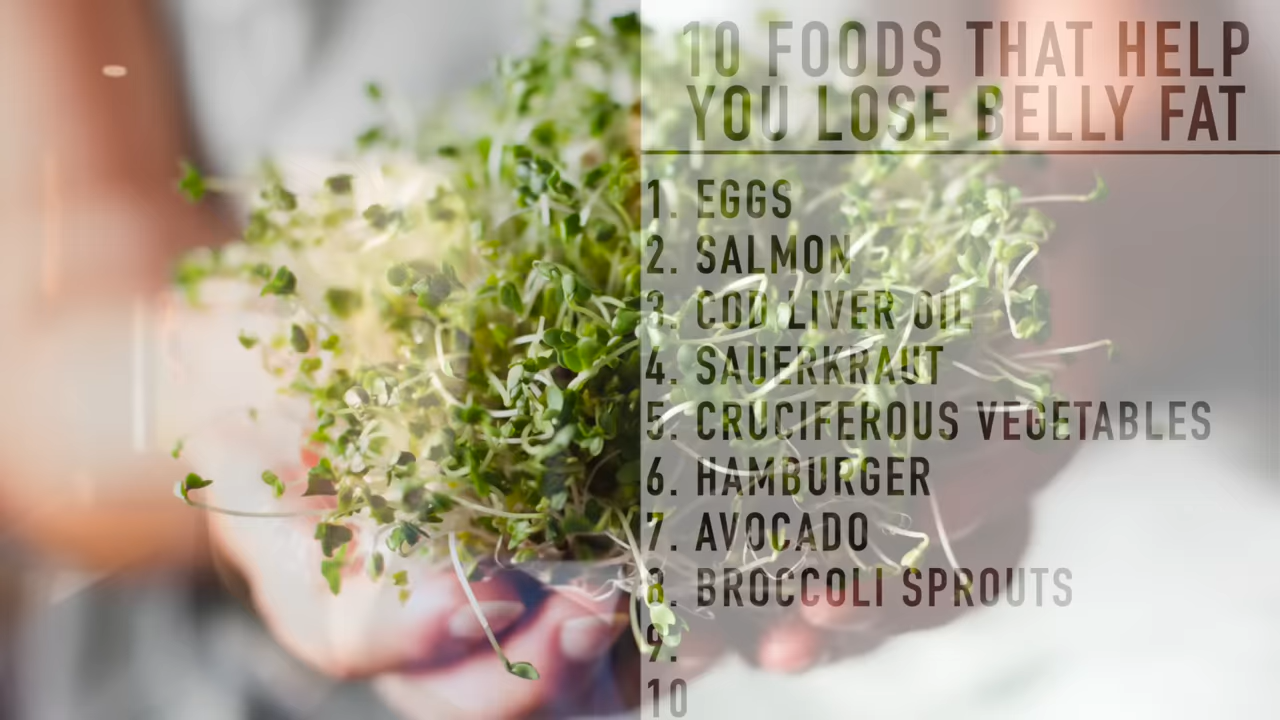 10 FOODS THAT HELP
YOU LOSE BELLY FAT
1. EGGS
2. SALMON
3. COD LIVER OIL
4. SAUERKRAUT
5. CRUCIFEROUS VEGETABLES
6. HAMBURGER
7. AVOCADO
8. BROCCOLI SPROUTS
9.
10